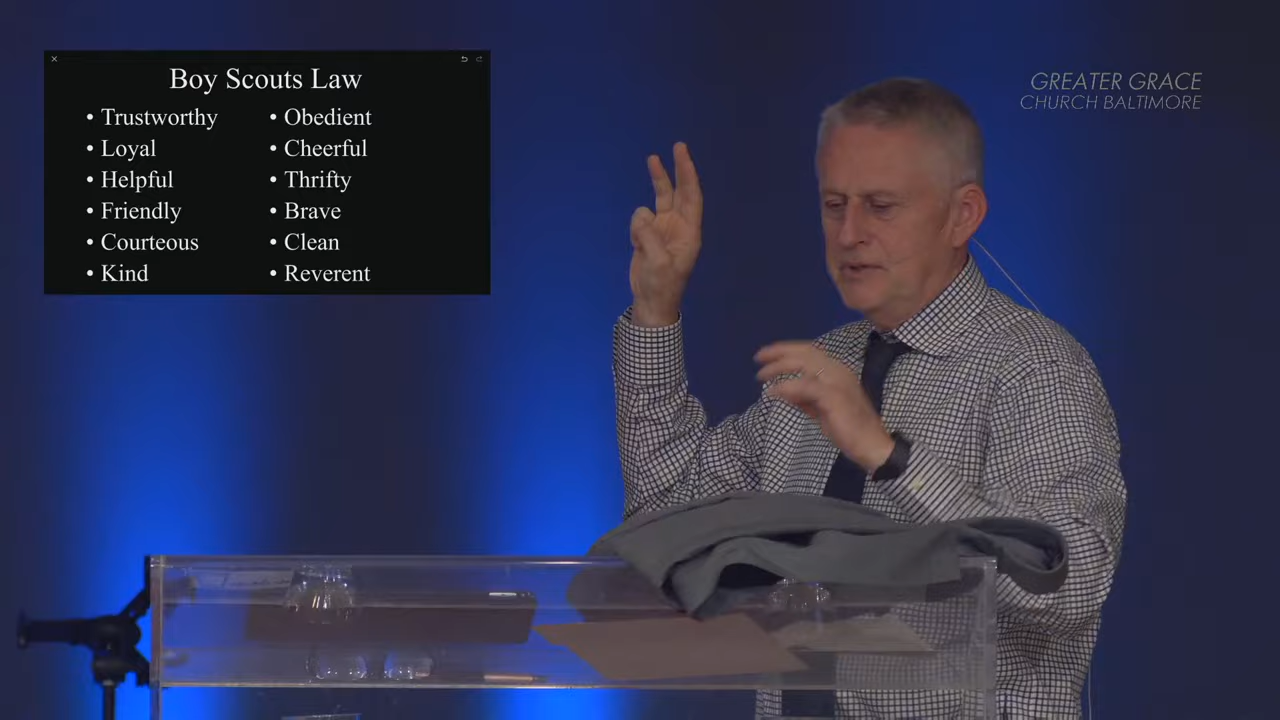 Boy Scouts Law
• Trustworthy
• Loyal
• Helpful
• Friendly
• Courteous
• Kind
• Obedient
• Cheerful
• Thrifty
• Brave
• Clean
• Reverent
GREATER GRACE
CHURCH BALTIMORE